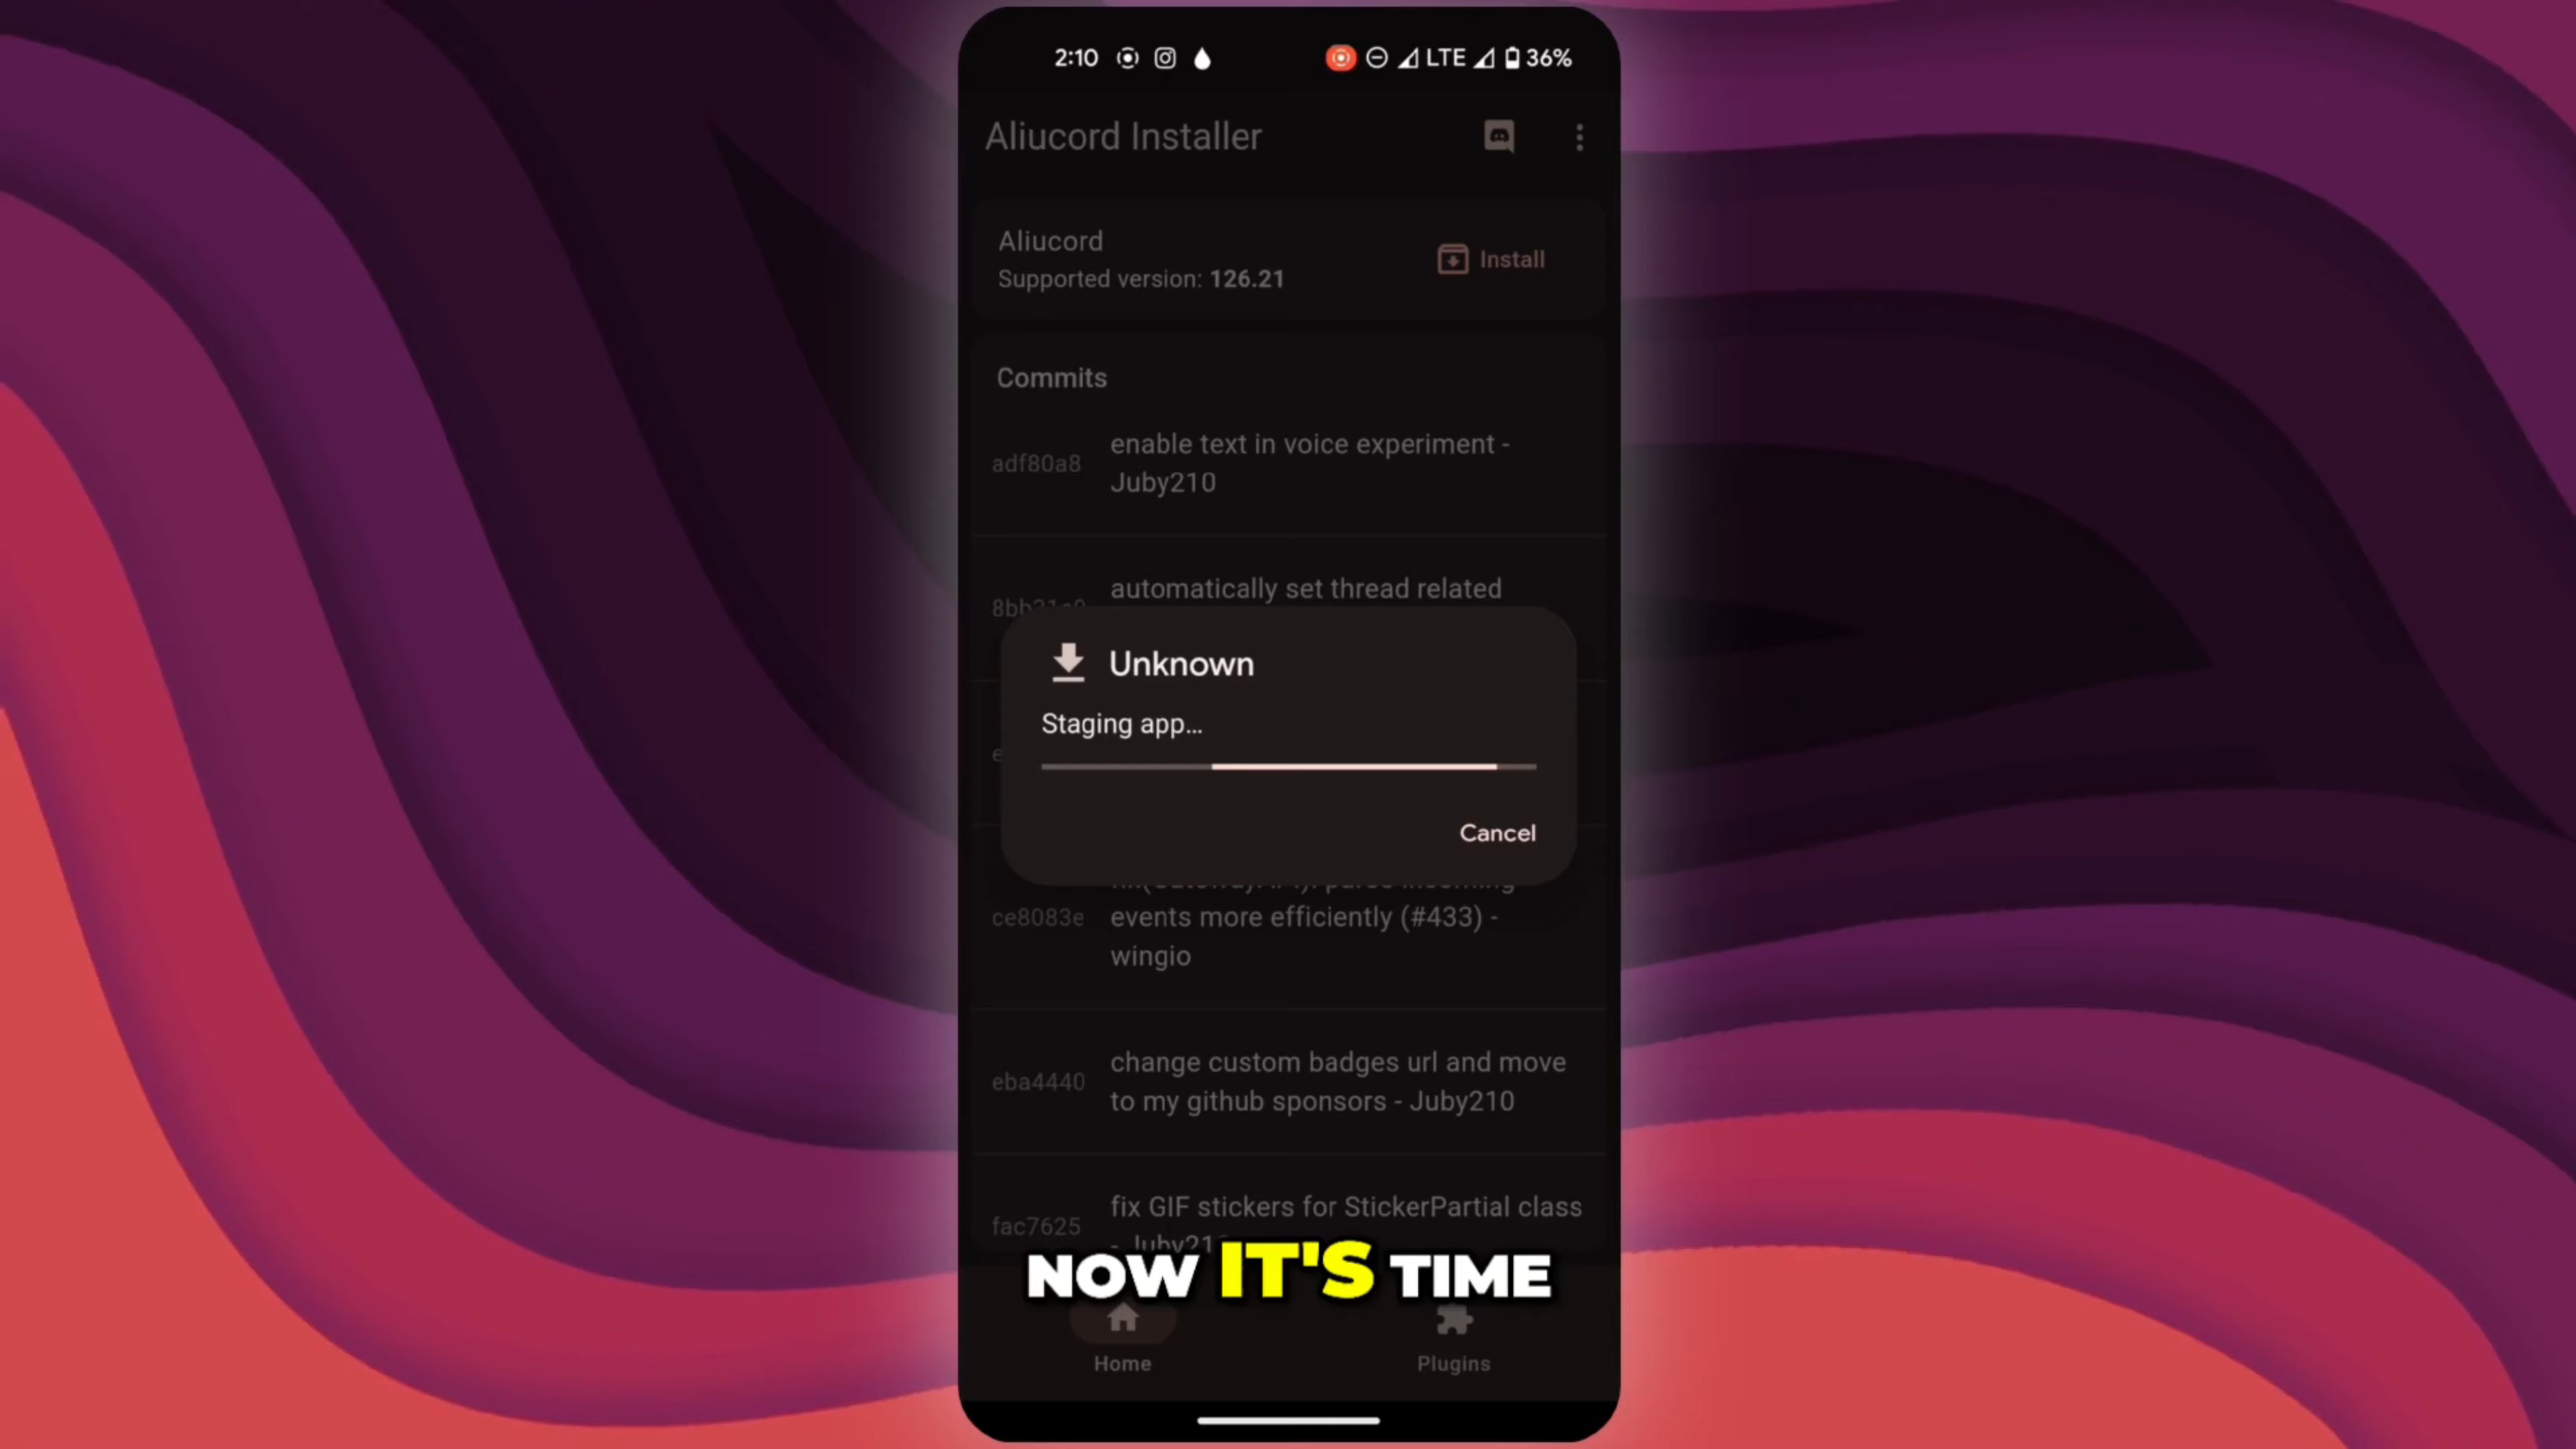 2:10 LTE 36%
Aliucord Installer
Aliucord
Supported version: 126.21
Install
Commits
adf80a8
enable text in voice experiment -
Juby210
automatically set thread related
Unknown
Staging app...
Cancel
ce8083e
events more efficiently (#433) -
wingio
eba4440
change custom badges url and move
to my github sponsors - Juby210
fac7625
fix GIF stickers for StickerPartial class
NOW IT'S TIME
Home
Plugins